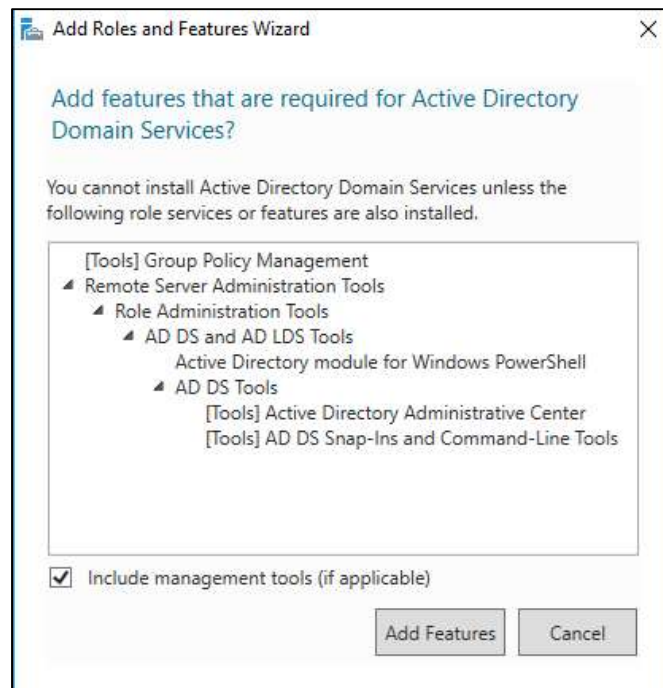 Add Roles and Features Wizard
Add features that are required for Active Directory
Domain Services?
You cannot install Active Directory Domain Services unless the
following role services or features are also installed.
[Tools] Group Policy Management
Remote Server Administration Tools
Role Administration Tools
AD DS and AD LDS Tools
Active Directory module for Windows PowerShell
AD DS Tools
[Tools] Active Directory Administrative Center
[Tools] AD DS Snap-Ins and Command-Line Tools
Include management tools (if applicable)
Add Features Cancel